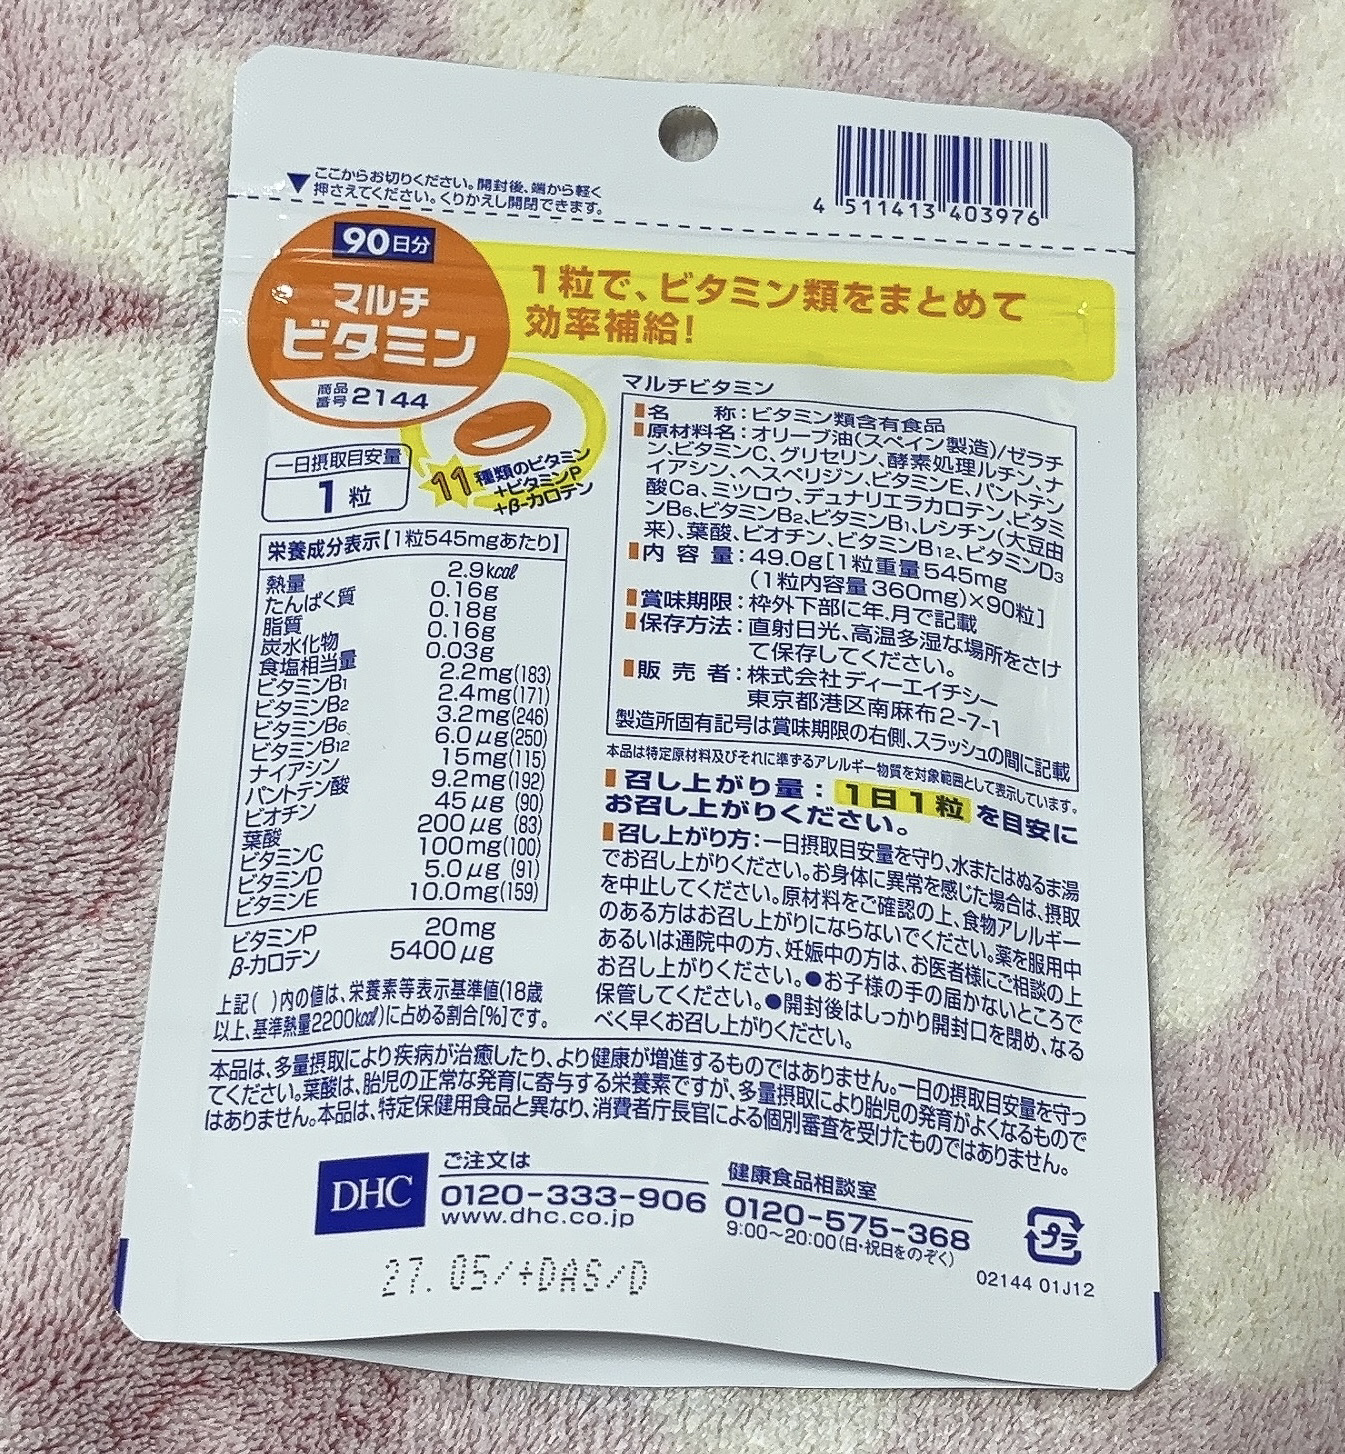 ▼ここからお切りください。開封後、端から軽く
押さえてください。くりかえし開閉できます。
4 511413 403976
90日分
マルチ
ビタミン
商品番号 2144
1粒で、ビタミン類をまとめて
効率補給!
11種類のビタミン
+ビタミンP
+β-カロテン
一日摂取目安量
1粒
栄養成分表示[1粒545mgあたり]
熱量 2.9kcal
たんぱく質 0.16g
脂質 0.18g
炭水化物 0.16g
食塩相当量 0.03g
ビタミンB1 2.2mg(183)
ビタミンB2 2.4mg(171)
ビタミンB6 3.2mg(246)
ビタミンB12 6.0μg(250)
ナイアシン 15mg(115)
パントテン酸 9.2mg(192)
ビオチン 45μg (90)
葉酸 200μg (83)
ビタミンC 100mg(100)
ビタミンD 5.0μg (91)
ビタミンE 10.0mg(159)
ビタミンP 20mg
β-カロテン 5400μg
上記( )内の値は、栄養素等表示基準値(18歳
以上、基準熱量2200kcal)に占める割合[%]です。
マルチビタミン
■名 称:ビタミン類含有食品
■原材料名:オリーブ油(スペイン製造)/ゼラチ
ン、ビタミンC、グリセリン、酵素処理ルチン、ナ
イアシン、ヘスペリジン、ビタミンE、パントテン
酸Ca、ミツロウ、デュナリエラカロテン、ビタミ
ンB6、ビタミンB2、ビタミンB1、レシチン(大豆由
来)、葉酸、ビオチン、ビタミンB12、ビタミンD3
■内 容 量:49.0g[1粒重量545mg
(1粒内容量360mg)×90粒]
■賞味期限:枠外下部に年.月で記載
■保存方法:直射日光、高温多湿な場所をさけ
て保存してください。
■販 売 者:株式会社ディーエイチシー
東京都港区南麻布2-7-1
製造所固有記号は賞味期限の右側、スラッシュの間に記載
本品は特定原材料及びそれに準ずるアレルギー物質を対象範囲として表示しています。
■召し上がり量:1日1粒を目安に
お召し上がりください。
■召し上がり方:一日摂取目安量を守り、水またはぬるま湯
でお召し上がりください。お身体に異常を感じた場合は、摂取
を中止してください。原材料をご確認の上、食物アレルギー
のある方はお召し上がりにならないでください。薬を服用中
あるいは通院中の方、妊娠中の方は、お医者様にご相談の上
お召し上がりください。●お子様の手の届かないところで
保管してください。●開封後はしっかり開封口を閉め、なる
べく早くお召し上がりください。
本品は、多量摂取により疾病が治癒したり、より健康が増進するものではありません。一日の摂取目安量を守っ
てください。葉酸は、胎児の正常な発育に寄与する栄養素ですが、多量摂取により胎児の発育がよくなるもので
はありません。本品は、特定保健用食品と異なり、消費者庁長官による個別審査を受けたものではありません。
DHC
ご注文は
0120-333-906
www.dhc.co.jp
健康食品相談室
0120-575-368
9:00~20:00(日・祝日をのぞく)
プラ
02144 01J12
27.05/+DAS/D